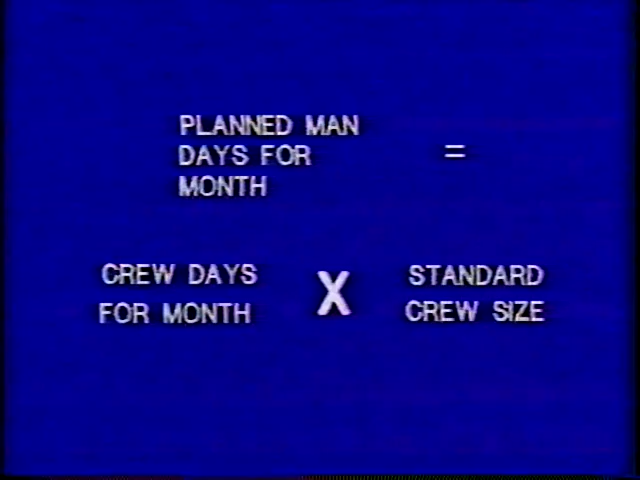 PLANNED MAN
DAYS FOR
MONTH
=
CREW DAYS
FOR MONTH
X
STANDARD
CREW SIZE